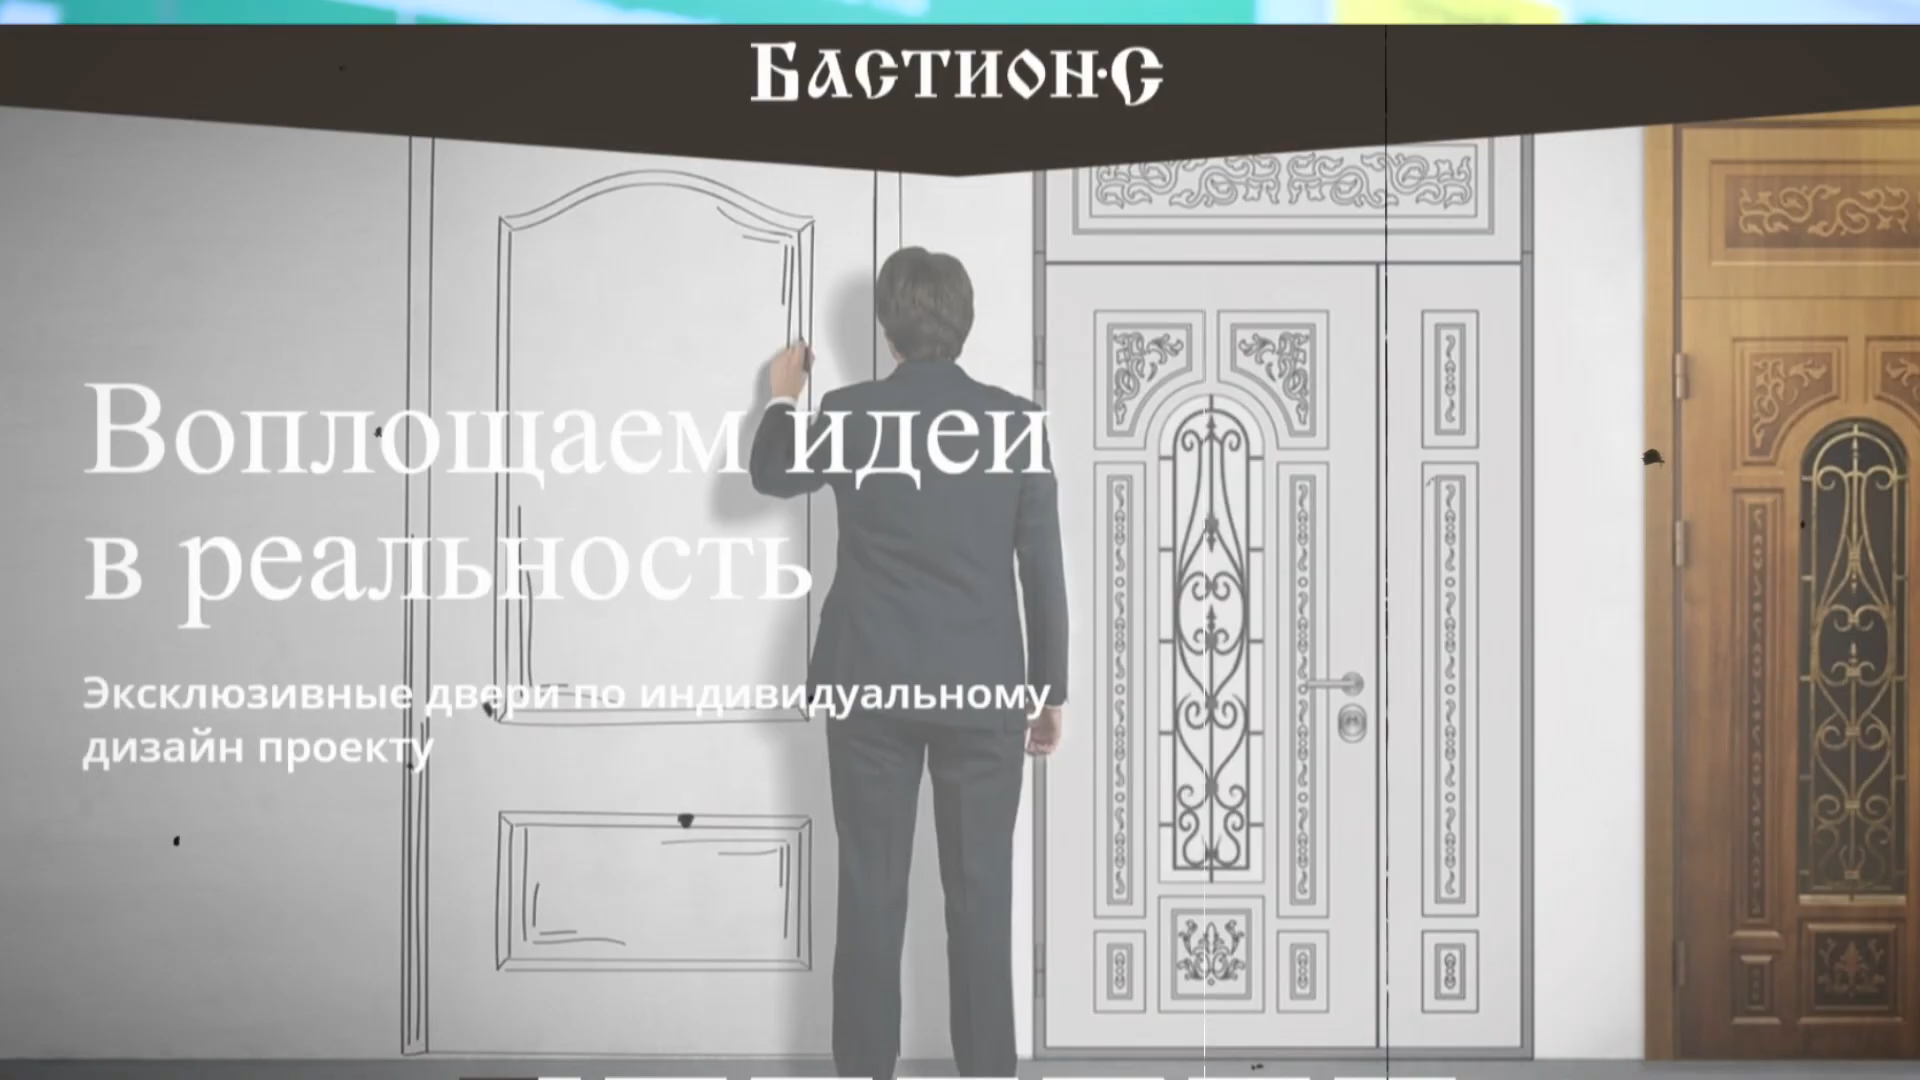 БАСТИОН·С
Воплощаем идеи
в реальность
Эксклюзивные двери по индивидуальному
дизайн проекту